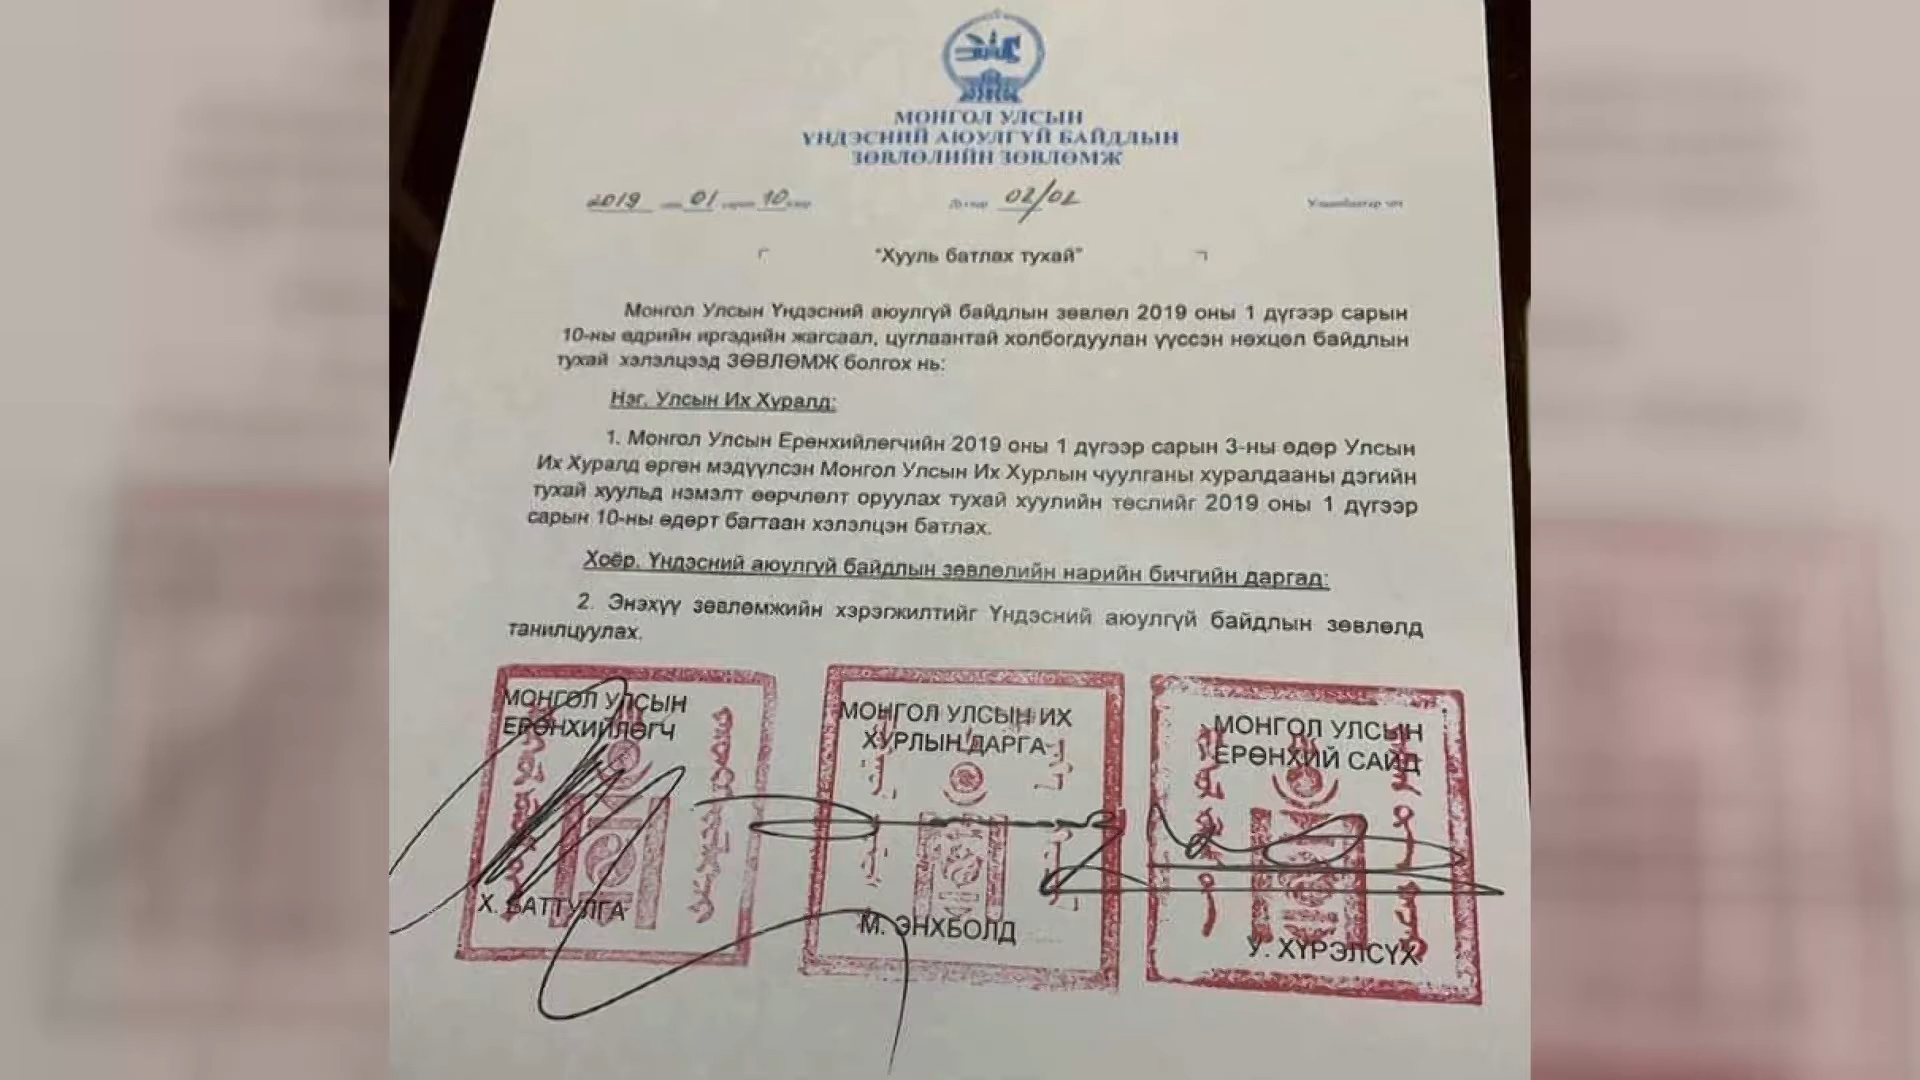 МОНГОЛ УЛСЫН
ҮНДЭСНИЙ АЮУЛГҮЙ БАЙДЛЫН
ЗӨВЛӨЛИЙН ЗӨВЛӨМЖ
2019 оны 01 сарын 10 өдөр Дугаар 02/02 Улаанбаатар хот
"Хууль батлах тухай"
Монгол Улсын Үндэсний аюулгүй байдлын зөвлөл 2019 оны 1 дүгээр сарын
10-ны өдрийн иргэдийн жагсаал, цуглаантай холбогдуулан үүссэн нөхцөл байдлын
тухай хэлэлцээд ЗӨВЛӨМЖ болгох нь:
Нэг. Улсын Их Хуралд:
1. Монгол Улсын Ерөнхийлөгчийн 2019 оны 1 дүгээр сарын 3-ны өдөр Улсын
Их Хуралд өргөн мэдүүлсэн Монгол Улсын Их Хурлын чуулганы хуралдааны дэгийн
тухай хуульд нэмэлт өөрчлөлт оруулах тухай хуулийн төслийг 2019 оны 1 дүгээр
сарын 10-ны өдөрт багтаан хэлэлцэн батлах.
Хоёр. Үндэсний аюулгүй байдлын зөвлөлийн нарийн бичгийн даргад:
2. Энэхүү зөвлөмжийн хэрэгжилтийг Үндэсний аюулгүй байдлын зөвлөлд
танилцуулах.
МОНГОЛ УЛСЫН
ЕРӨНХИЙЛӨГЧ
Х. БАТТУЛГА
МОНГОЛ УЛСЫН ИХ
ХУРЛЫН ДАРГА
М. ЭНХБОЛД
МОНГОЛ УЛСЫН
ЕРӨНХИЙ САЙД
У. ХҮРЭЛСҮХ